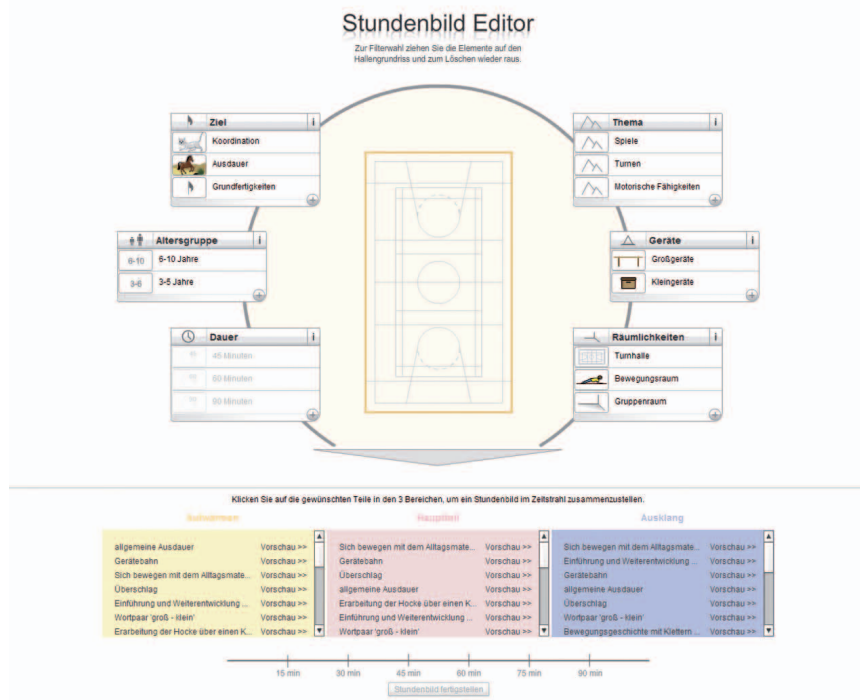 Stundenbild Editor
Zur Filterwahl ziehen Sie die Elemente auf den
Hallengrundriss und zum Löschen wieder raus.
Ziel i
Koordination
Ausdauer
Grundfertigkeiten
Thema i
Spiele
Turnen
Motorische Fähigkeiten
Altersgruppe i
6-10 6-10 Jahre
3-5 Jahre
Geräte i
Großgeräte
Kleingeräte
Dauer i
45 Minuten
60 Minuten
90 Minuten
Räumlichkeiten i
Turnhalle
Bewegungsraum
Gruppenraum
Klicken Sie auf die gewünschten Teile in den 3 Bereichen, um ein Stundenbild im Zeitstrahl zusammenzustellen.
Aufwärmen
allgemeine Ausdauer Vorschau >>
Gerätebahn Vorschau >>
Sich bewegen mit dem Alltagsmate... Vorschau >>
Überschlag Vorschau >>
Einführung und Weiterentwicklung ... Vorschau >>
Wortpaar 'groß - klein' Vorschau >>
Erarbeitung der Hocke über einen K... Vorschau >>
Hauptteil
Sich bewegen mit dem Alltagsmate... Vorschau >>
Gerätebahn Vorschau >>
Überschlag Vorschau >>
allgemeine Ausdauer Vorschau >>
Erarbeitung der Hocke über einen K... Vorschau >>
Einführung und Weiterentwicklung ... Vorschau >>
Wortpaar 'groß - klein' Vorschau >>
Ausklang
Sich bewegen mit dem Alltagsmate... Vorschau >>
Einführung und Weiterentwicklung ... Vorschau >>
Gerätebahn Vorschau >>
allgemeine Ausdauer Vorschau >>
Überschlag Vorschau >>
Wortpaar 'groß - klein' Vorschau >>
Bewegungsgeschichte mit Klettern ... Vorschau >>
15 min 30 min 45 min 60 min 75 min 90 min
Stundenbild fertigstellen